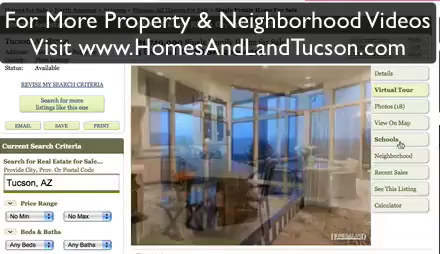 For More Property & Neighborhood Videos
Visit www.HomesAndLandTucson.com
Status: Available
REVISE MY SEARCH CRITERIA
Search for more
listings like this one
EMAIL
SAVE
PRINT
Current Search Criteria
Search for Real Estate for Sale...
Provide City, Prov. Or Postal Code
Tucson, AZ
Price Range
No Min
No Max
Beds & Baths
Any Beds
Any Baths
Details
Virtual Tour
Photos (18)
View On Map
Schools
Neighborhood
Recent Sales
See This Listing
Calculator